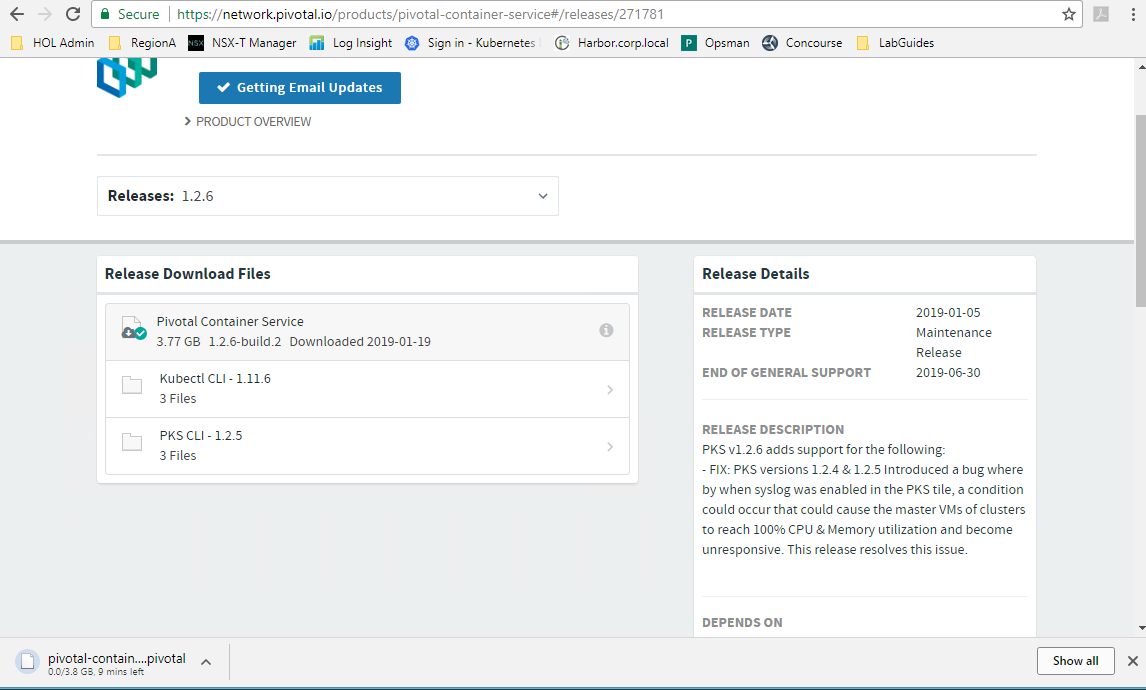 Secure https://network.pivotal.io/products/pivotal-container-service#/releases/271781
HOL Admin RegionA NSX NSX-T Manager Log Insight Sign in - Kubernetes Harbor.corp.local P Opsman Concourse LabGuides
Getting Email Updates
PRODUCT OVERVIEW
Releases: 1.2.6
Release Download Files
Pivotal Container Service
3.77 GB 1.2.6-build.2 Downloaded 2019-01-19
Kubectl CLI - 1.11.6
3 Files
PKS CLI - 1.2.5
3 Files
Release Details
RELEASE DATE 2019-01-05
RELEASE TYPE Maintenance
Release
END OF GENERAL SUPPORT 2019-06-30
RELEASE DESCRIPTION
PKS v1.2.6 adds support for the following:
- FIX: PKS versions 1.2.4 & 1.2.5 Introduced a bug where
by when syslog was enabled in the PKS tile, a condition
could occur that could cause the master VMs of clusters
to reach 100% CPU & Memory utilization and become
unresponsive. This release resolves this issue.
DEPENDS ON
pivotal-contain....pivotal
0.0/3.8 GB, 9 mins left
Show all